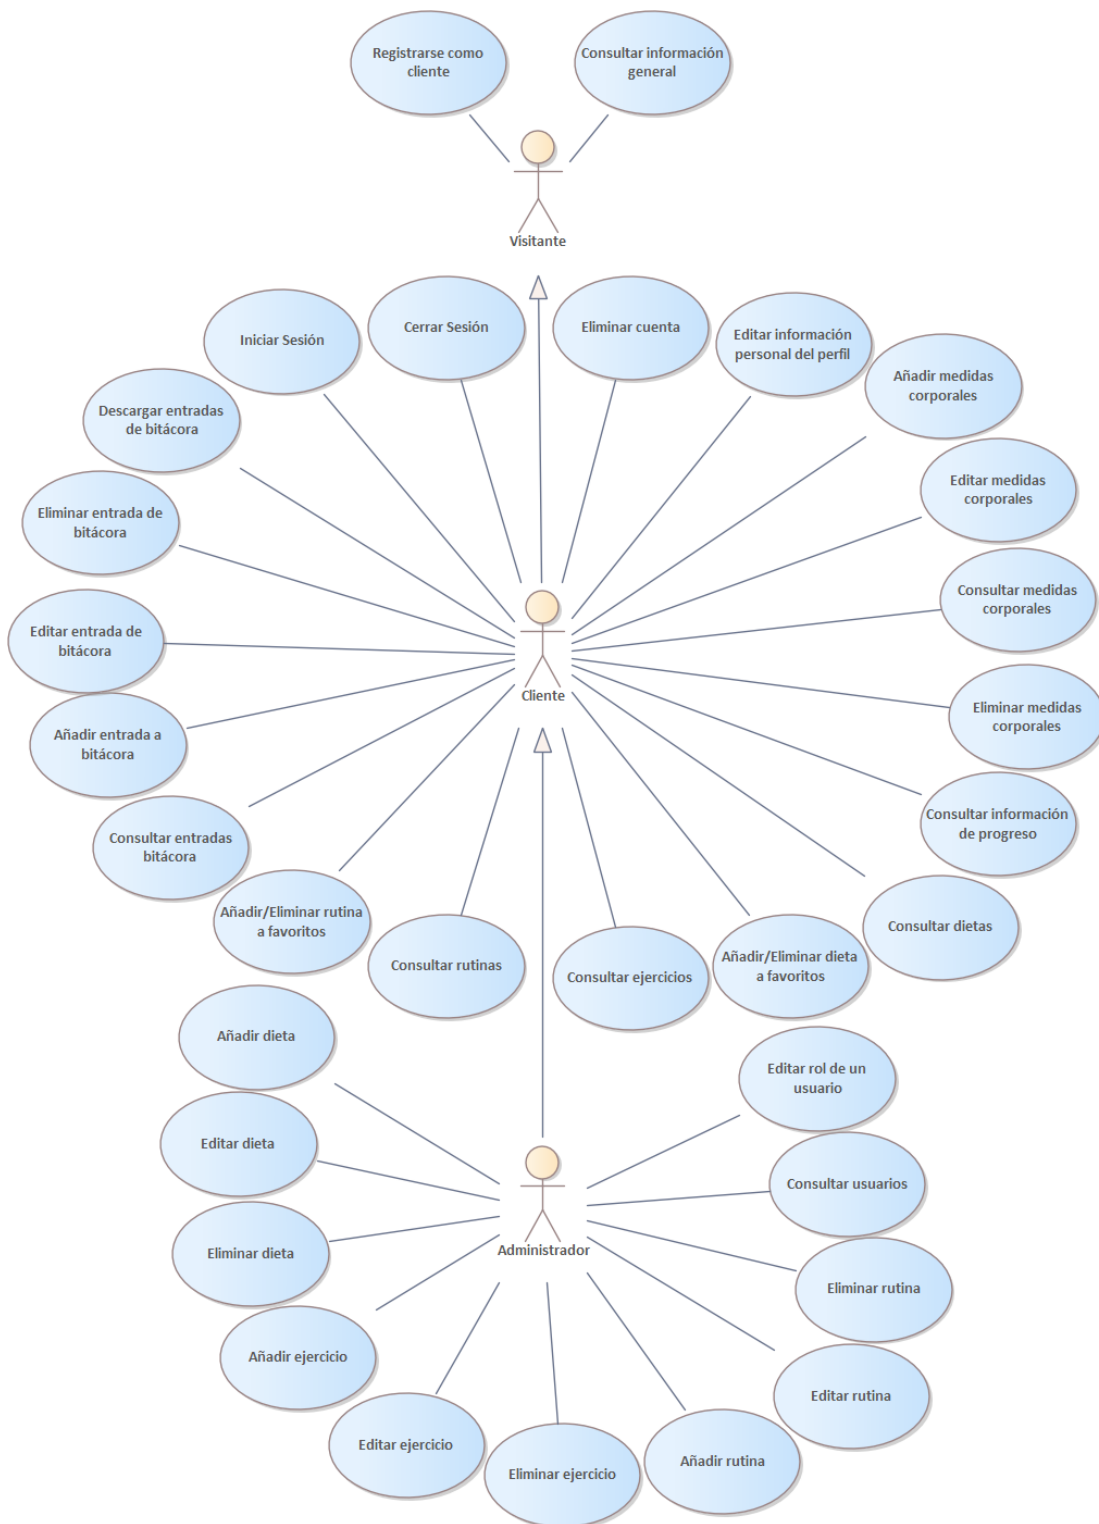 Registrarse como
cliente
Consultar información
general
Visitante
Iniciar Sesión
Cerrar Sesión
Eliminar cuenta
Editar información
personal del perfil
Añadir medidas
corporales
Descargar entradas
de bitácora
Editar medidas
corporales
Eliminar entrada de
bitácora
Consultar medidas
corporales
Editar entrada de
bitácora
Cliente
Eliminar medidas
corporales
Añadir entrada a
bitácora
Consultar información
de progreso
Consultar entradas
bitácora
Añadir/Eliminar rutina
a favoritos
Consultar rutinas
Consultar ejercicios
Añadir/Eliminar dieta
a favoritos
Consultar dietas
Añadir dieta
Editar rol de un
usuario
Editar dieta
Consultar usuarios
Administrador
Eliminar dieta
Eliminar rutina
Añadir ejercicio
Editar rutina
Editar ejercicio
Eliminar ejercicio
Añadir rutina